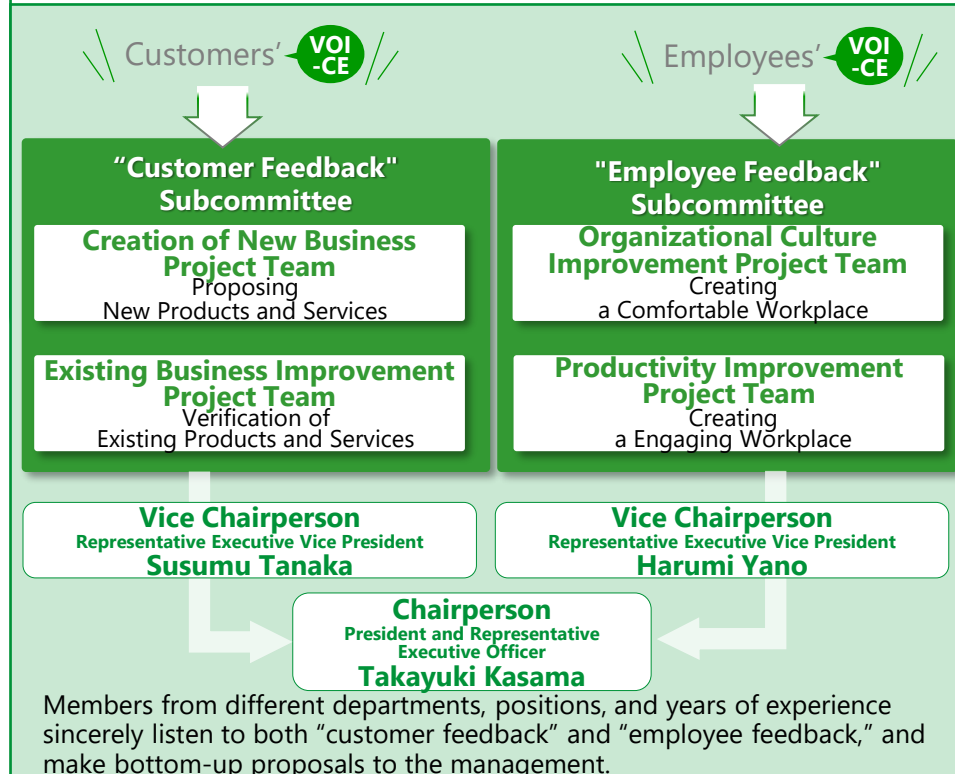 Customers’
VOI
-CE
Employees’
VOI
-CE
“Customer Feedback"
Subcommittee
Creation of New Business
Project Team
Proposing
New Products and Services
Existing Business Improvement
Project Team
Verification of
Existing Products and Services
"Employee Feedback"
Subcommittee
Organizational Culture
Improvement Project Team
Creating
a Comfortable Workplace
Productivity Improvement
Project Team
Creating
a Engaging Workplace
Vice Chairperson
Representative Executive Vice President
Susumu Tanaka
Vice Chairperson
Representative Executive Vice President
Harumi Yano
Chairperson
President and Representative
Executive Officer
Takayuki Kasama
Members from different departments, positions, and years of experience
sincerely listen to both “customer feedback” and “employee feedback,” and
make bottom-up proposals to the management.